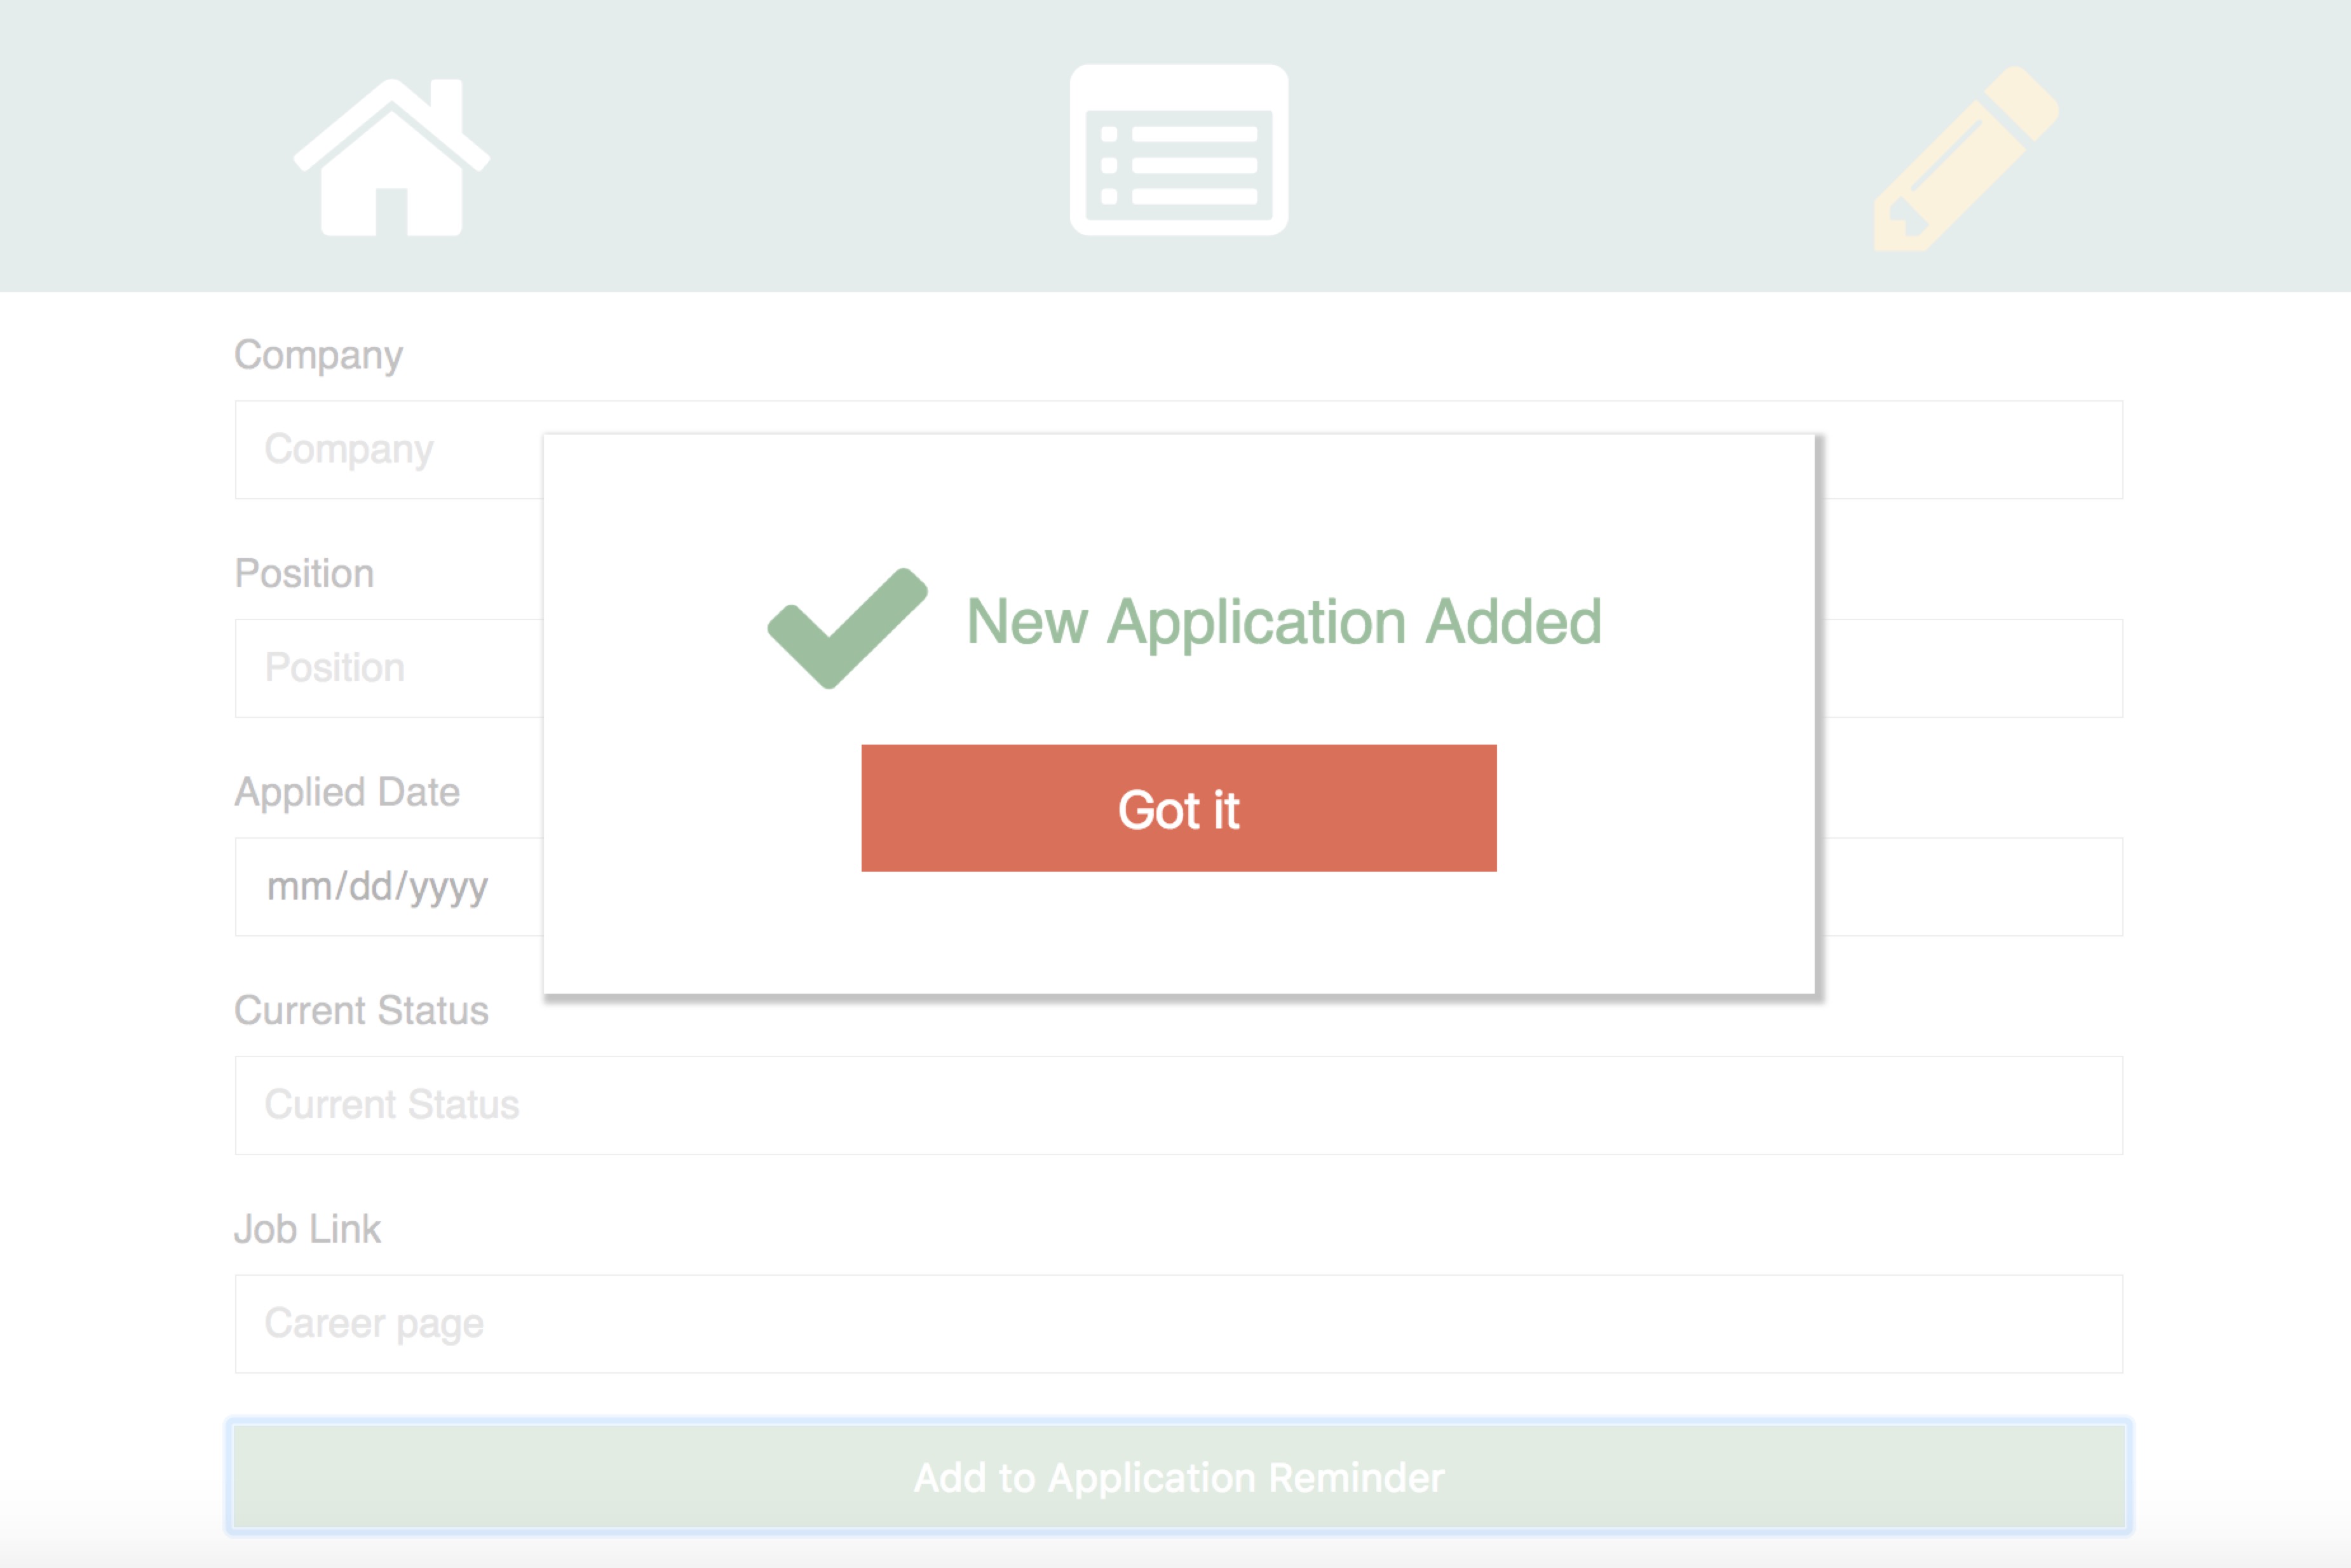 Company
Company
Position
Position
New Application Added
Got it
Applied Date
mm/dd/yyyy
Current Status
Current Status
Job Link
Career page
Add to Application Reminder